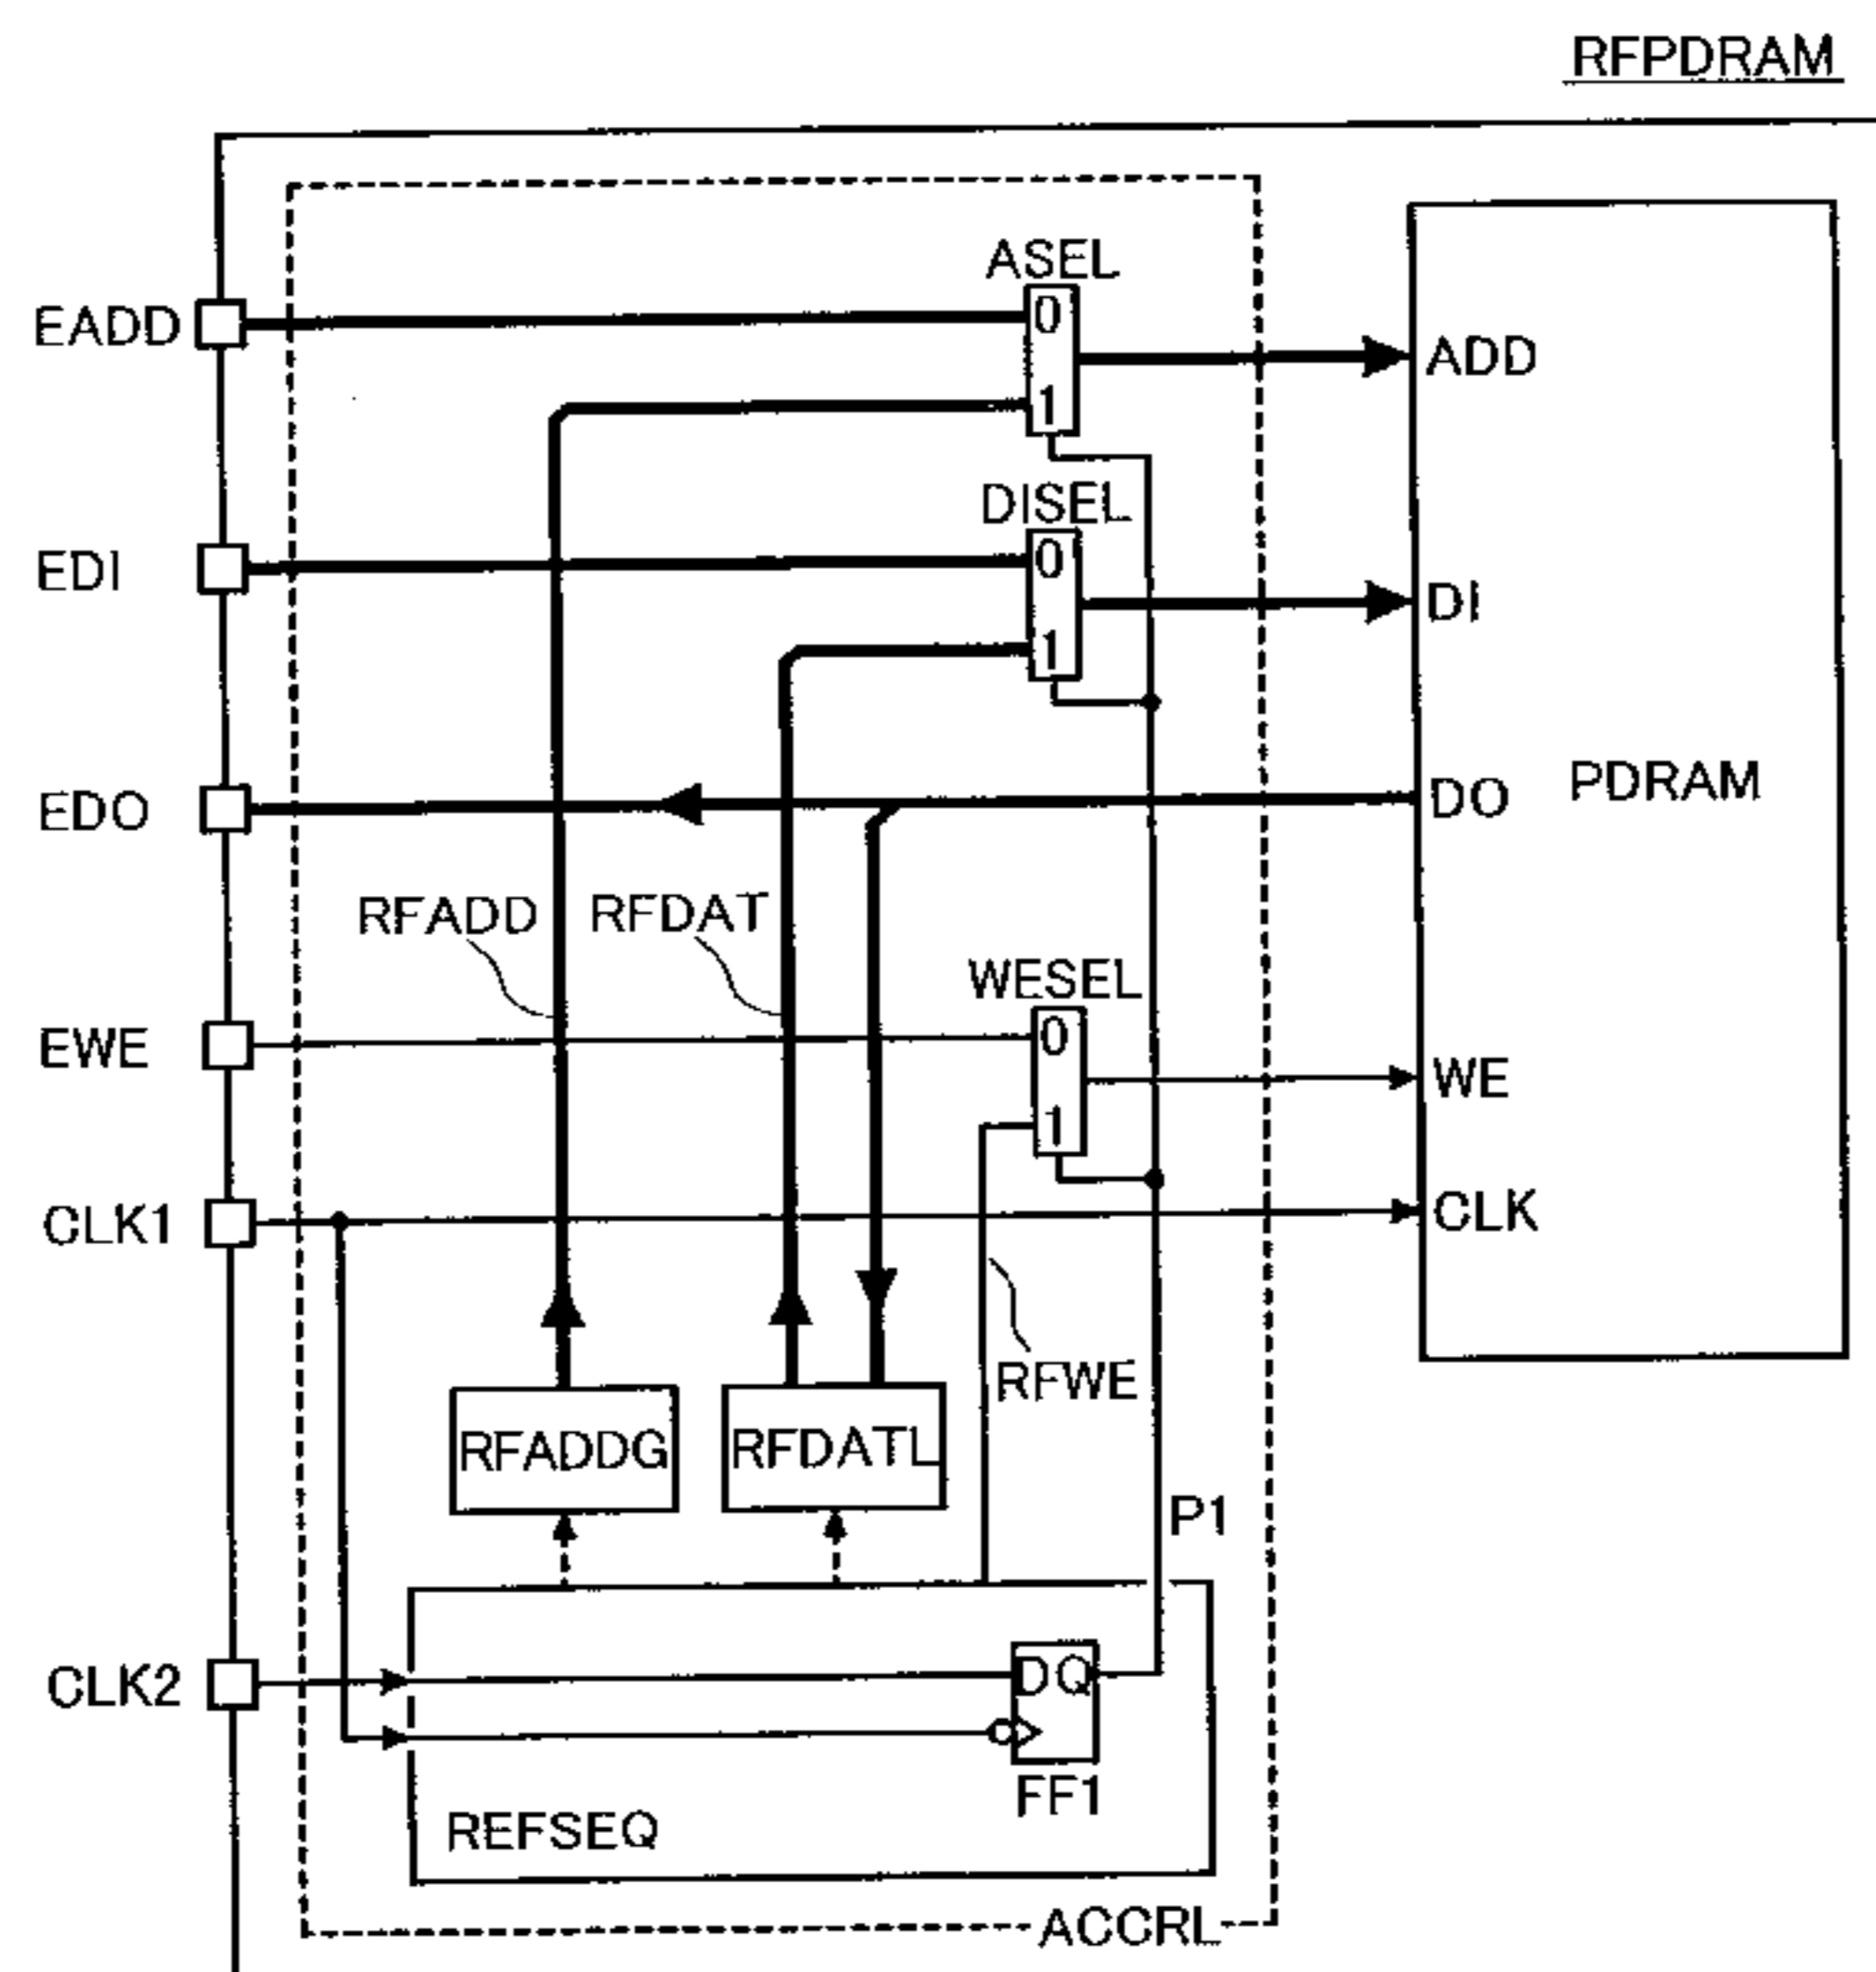 RFPDRAM
ASEL
EADD
0
ADD
1
DISEL
EDI
0
DI
1
EDO
DO
PDRAM
RFADD
RFDAT
WESEL
EWE
0
WE
1
CLK1
CLK
RFWE
RFADDG
RFDATL
P1
CLK2
DQ
FF1
REFSEQ
ACCRL